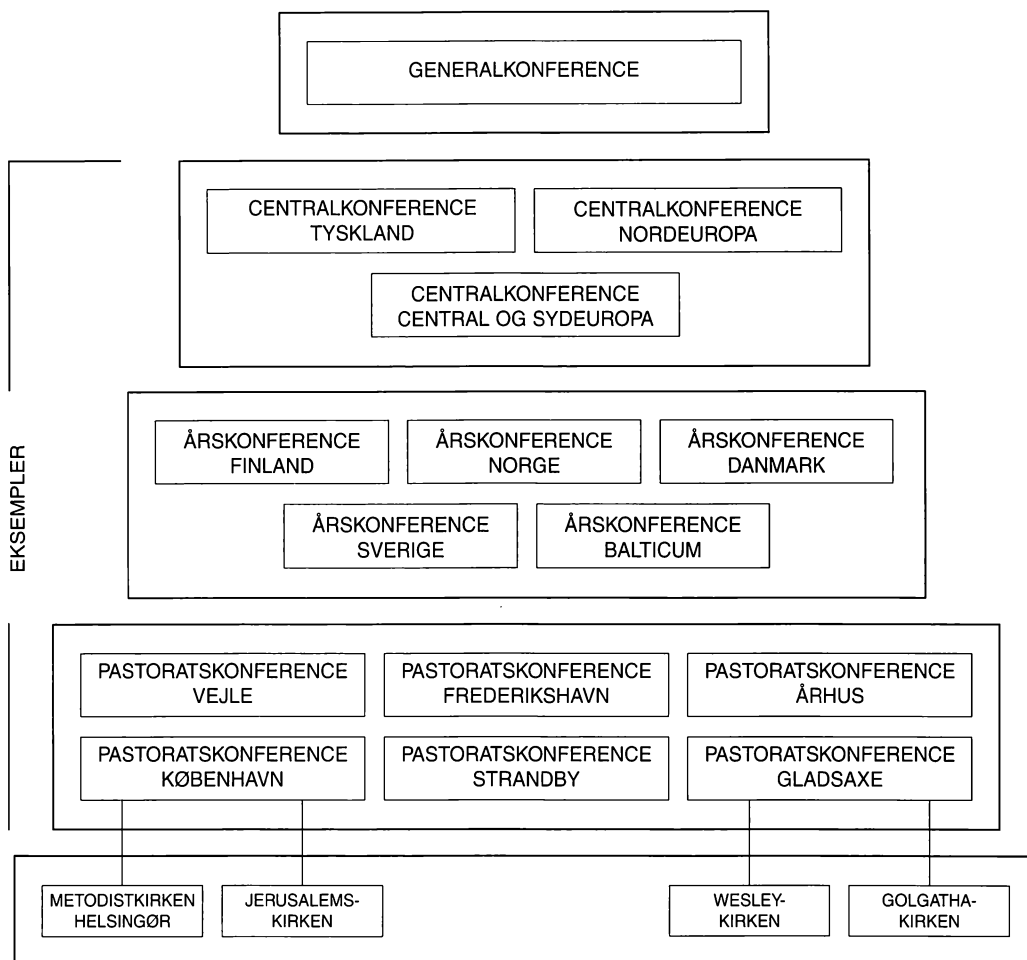 GENERALKONFERENCE
CENTRALKONFERENCE
TYSKLAND
CENTRALKONFERENCE
NORDEUROPA
CENTRALKONFERENCE
CENTRAL OG SYDEUROPA
EKSEMPLER
ÅRSKONFERENCE
FINLAND
ÅRSKONFERENCE
NORGE
ÅRSKONFERENCE
DANMARK
ÅRSKONFERENCE
SVERIGE
ÅRSKONFERENCE
BALTICUM
PASTORATSKONFERENCE
VEJLE
PASTORATSKONFERENCE
FREDERIKSHAVN
PASTORATSKONFERENCE
ÅRHUS
PASTORATSKONFERENCE
KØBENHAVN
PASTORATSKONFERENCE
STRANDBY
PASTORATSKONFERENCE
GLADSAXE
METODISTKIRKEN
HELSINGØR
JERUSALEMS-
KIRKEN
WESLEY-
KIRKEN
GOLGATHA-
KIRKEN